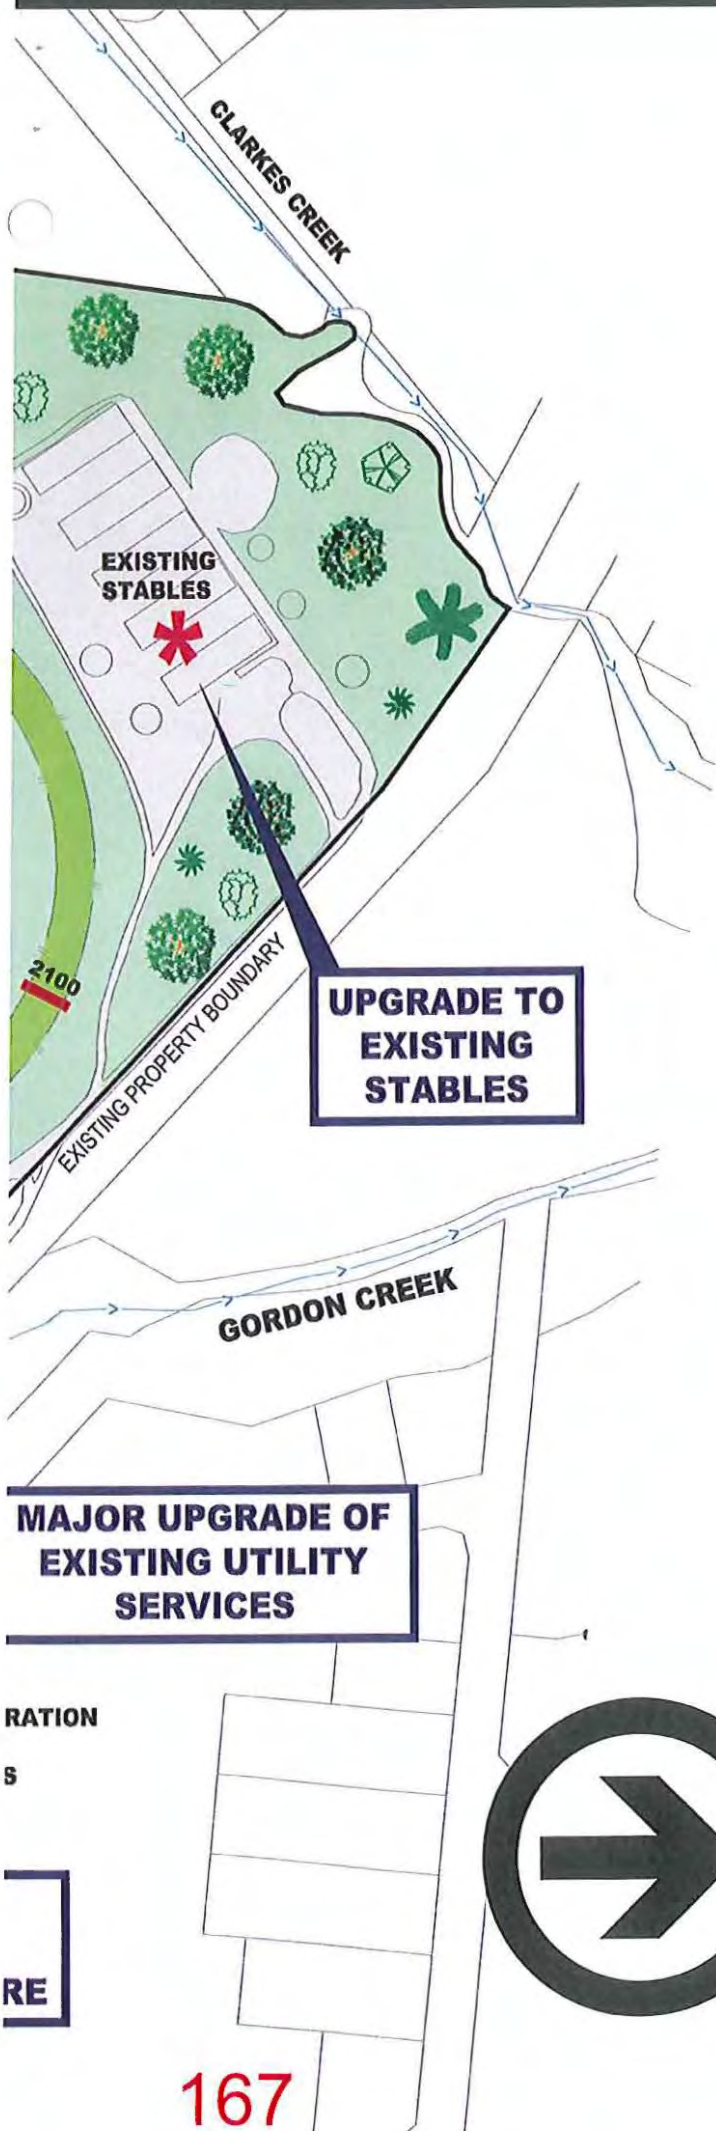 CLARKES CREEK
EXISTING
STABLES
2100
EXISTING PROPERTY BOUNDARY
UPGRADE TO
EXISTING
STABLES
GORDON CREEK
MAJOR UPGRADE OF
EXISTING UTILITY
SERVICES
RATION
S
RE
167